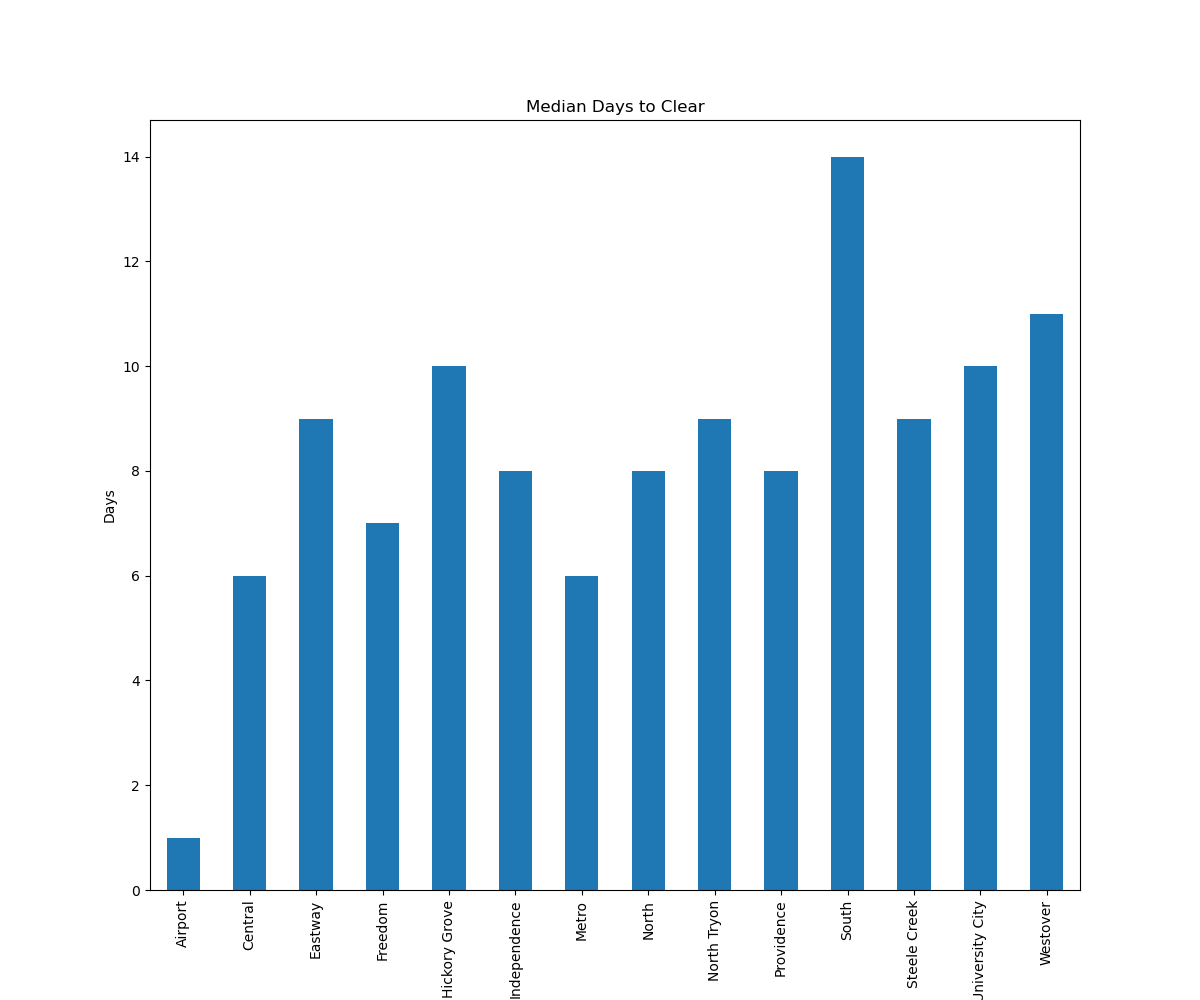 Median Days to Clear
14
12
10
8
6
4
2
0
Days
Airport
Central
Eastway
Freedom
Hickory Grove
Independence
Metro
North
North Tryon
Providence
South
Steele Creek
University City
Westover